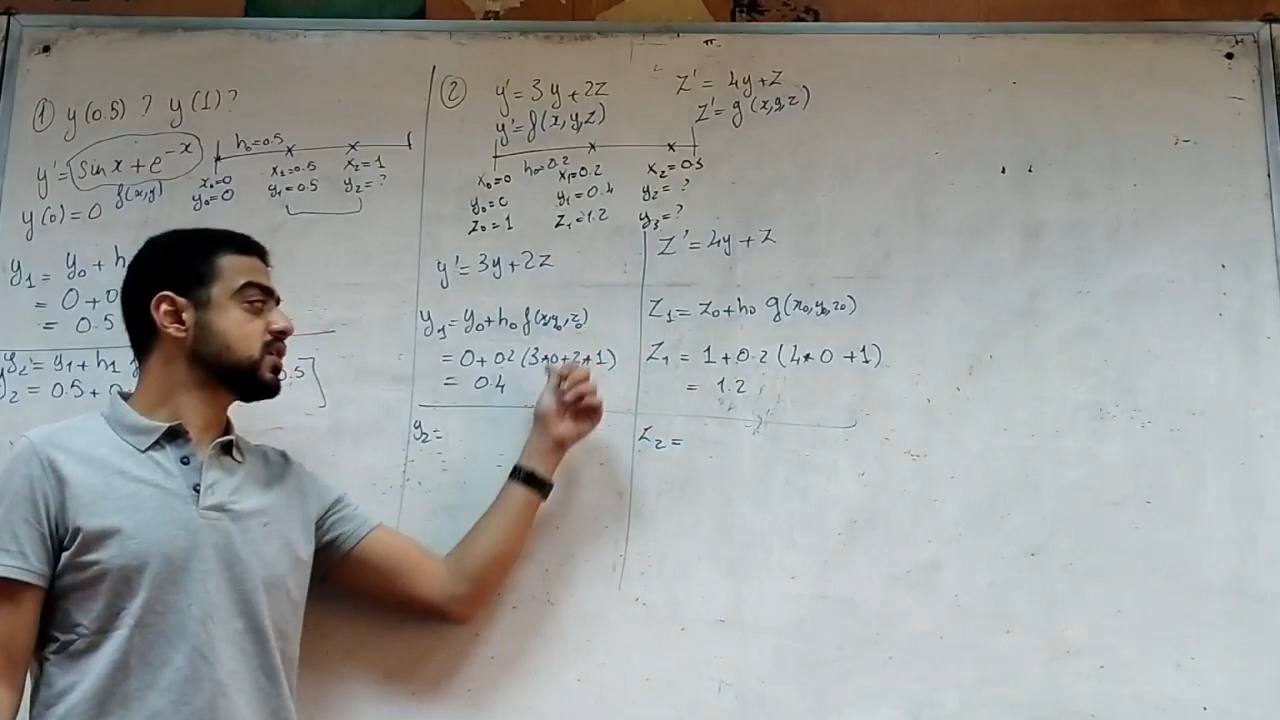 ① y(0.5) ? y(1) ?
y' = sin x + e^-x
f(x,y)
y(0) = 0
h₀=0.5
x₀=0 x₁=0.5 x₂=1
y₀=0 y₁=0.5 y₂=?
y₁ = y₀ + h
= 0 + 0
= 0.5
y₂ = y₁ + h₁
y₂ = 0.5 +
0.5
② y' = 3y + 2z z' = 4y + z
y' = f(x,y,z) z' = g(x,y,z)
h₀=0.2
x₀=0 x₁=0.2 x₂=0.5
y₀=0 y₁=0.4 y₂=?
z₀=1 z₁=1.2 y₃=?
y' = 3y + 2z
y₁ = y₀ + h₀ f(x₀,y₀,z₀)
= 0 + 0.2 (3*0+2*1)
= 0.4
y₂ =
z' = 4y + z
z₁ = z₀ + h₀ g(x₀,y₀,z₀)
z₁ = 1 + 0.2 (4*0 + 1)
= 1.2
z₂ =